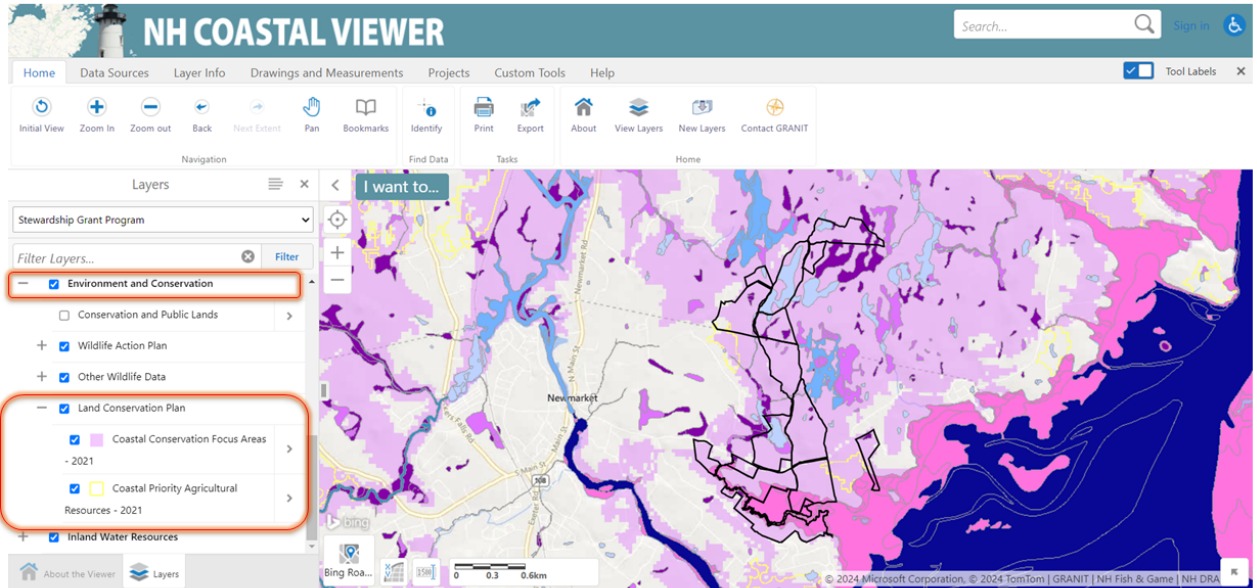 NH COASTAL VIEWER
Search...
Sign in
Home Data Sources Layer Info Drawings and Measurements Projects Custom Tools Help
Tool Labels
Initial View Zoom In Zoom out Back Next Extent Pan Bookmarks Identify Print Export About View Layers New Layers Contact GRANIT
Navigation Find Data Tasks Home
Layers
I want to...
Stewardship Grant Program
Filter Layers... Filter
Environment and Conservation
Conservation and Public Lands
Wildlife Action Plan
Other Wildlife Data
Land Conservation Plan
Coastal Conservation Focus Areas
- 2021
Coastal Priority Agricultural
Resources - 2021
Inland Water Resources
About the Viewer Layers
Newmarket Rd
N Main St
Newmarket
Main St
S Main St
108
Exeter Rd
bing
Bing Roa...
1:500
0 0.3 0.6km
© 2024 Microsoft Corporation, © 2024 TomTom | GRANIT | NH Fish & Game | NH DRA